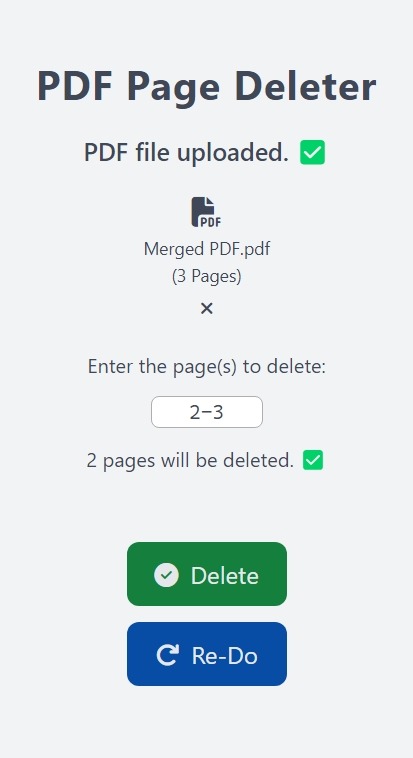 PDF Page Deleter
PDF file uploaded. ✅
PDF
Merged PDF.pdf
(3 Pages)
×
Enter the page(s) to delete:
2–3
2 pages will be deleted. ✅
Delete
Re-Do